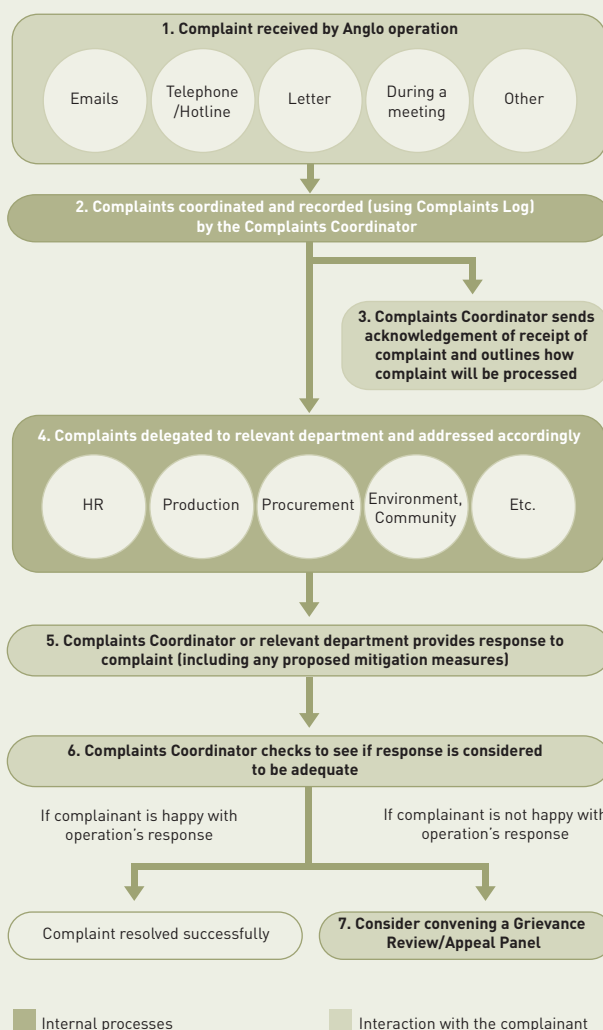 1. Complaint received by Anglo operation
Emails
Telephone
/Hotline
Letter
During a
meeting
Other
2. Complaints coordinated and recorded (using Complaints Log)
by the Complaints Coordinator
3. Complaints Coordinator sends
acknowledgement of receipt of
complaint and outlines how
complaint will be processed
4. Complaints delegated to relevant department and addressed accordingly
HR
Production
Procurement
Environment,
Community
Etc.
5. Complaints Coordinator or relevant department provides response to
complaint (including any proposed mitigation measures)
6. Complaints Coordinator checks to see if response is considered
to be adequate
If complainant is happy with
operation's response
If complainant is not happy with
operation's response
Complaint resolved successfully
7. Consider convening a Grievance
Review/Appeal Panel
Internal processes
Interaction with the complainant